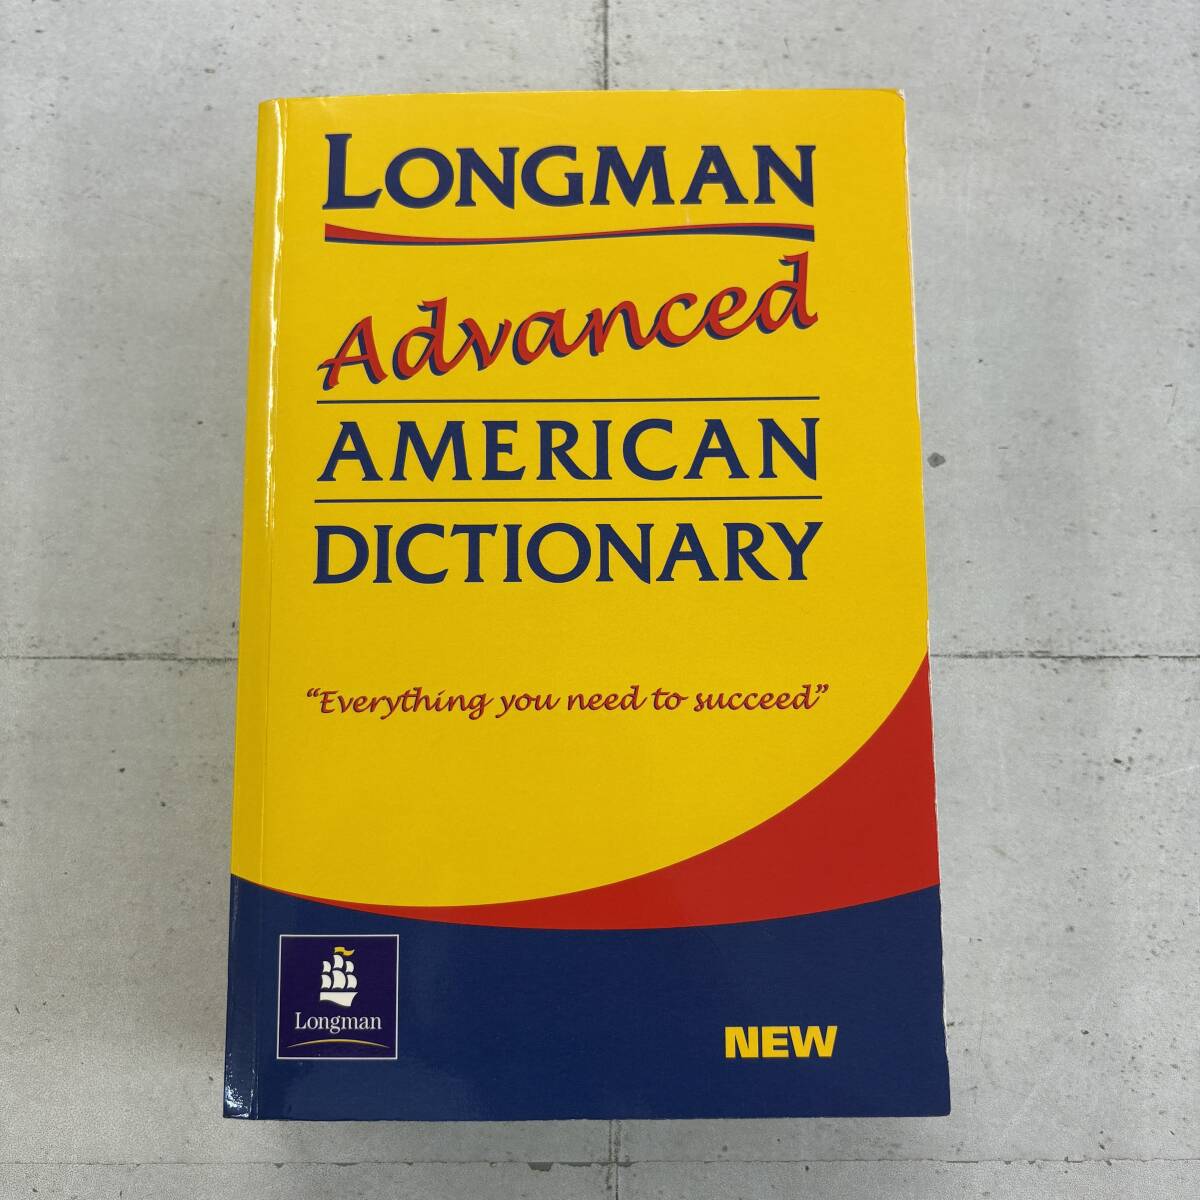 LONGMAN
Advanced
AMERICAN
DICTIONARY
“Everything you need to succeed”
Longman
NEW